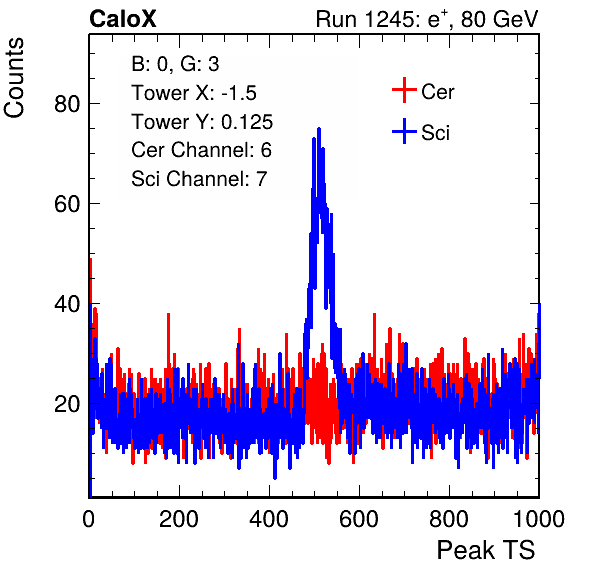 CaloX Run 1245: e⁺, 80 GeV
Counts
B: 0, G: 3
Tower X: -1.5
Tower Y: 0.125
Cer Channel: 6
Sci Channel: 7
Cer
Sci
80
60
40
20
0 200 400 600 800 1000
Peak TS